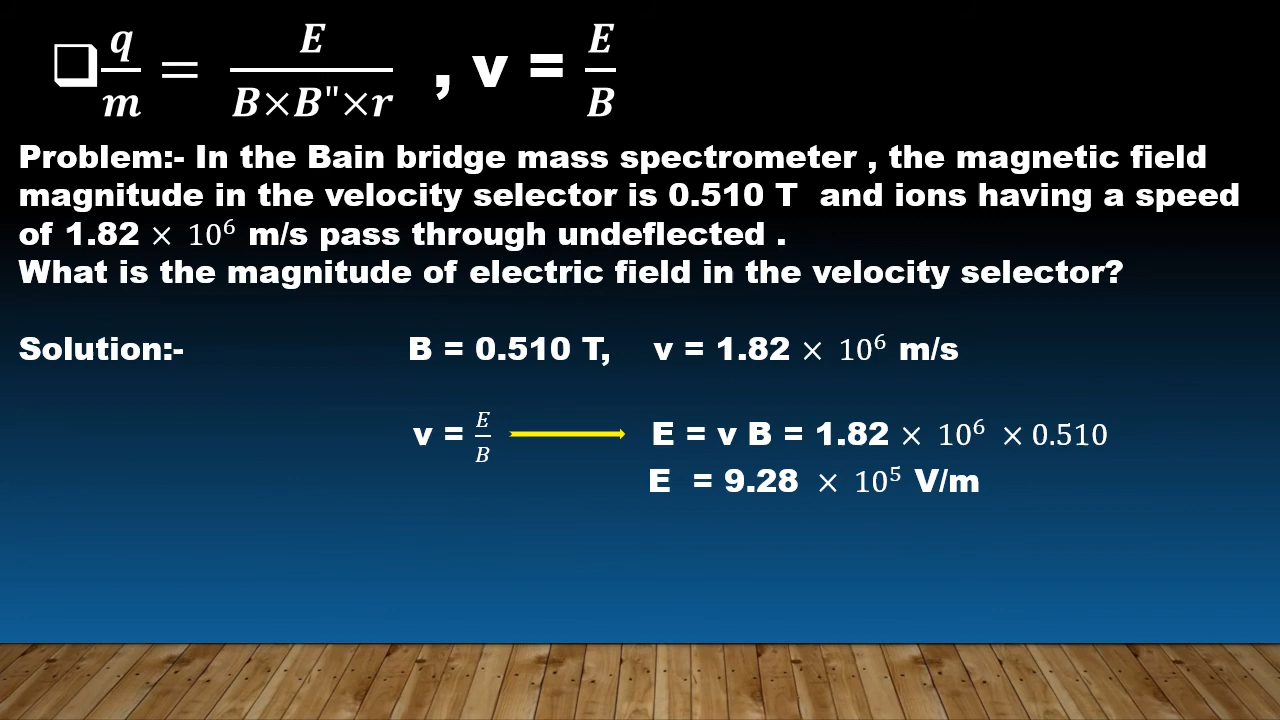 ❑ q/m = E/(B×B"×r) , v = E/B
Problem:- In the Bain bridge mass spectrometer , the magnetic field
magnitude in the velocity selector is 0.510 T and ions having a speed
of 1.82 × 10⁶ m/s pass through undeflected .
What is the magnitude of electric field in the velocity selector?
Solution:- B = 0.510 T, v = 1.82 × 10⁶ m/s
v = E/B → E = v B = 1.82 × 10⁶ × 0.510
E = 9.28 × 10⁵ V/m